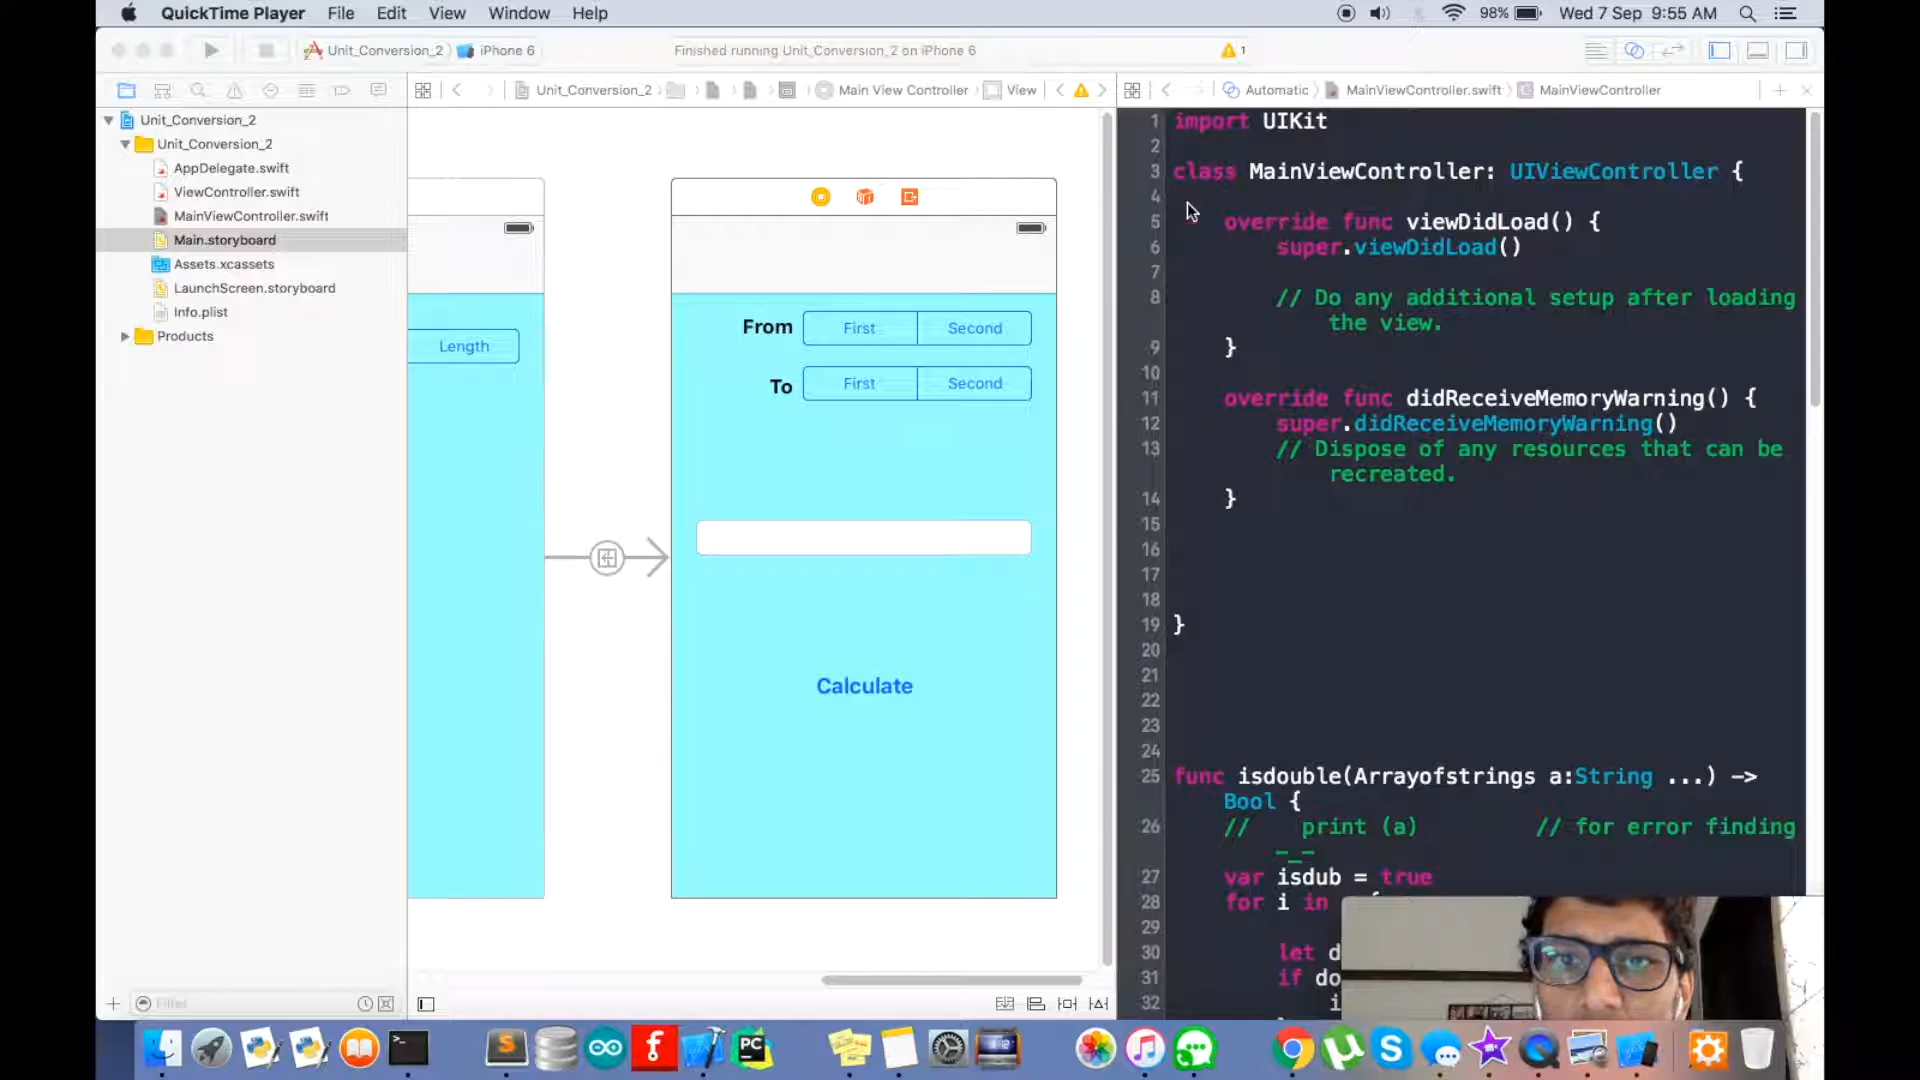 QuickTime Player File Edit View Window Help 98% Wed 7 Sep 9:55 AM
Unit_Conversion_2 iPhone 6 Finished running Unit_Conversion_2 on iPhone 6 1
Unit_Conversion_2 Main View Controller View Automatic MainViewController.swift MainViewController
Unit_Conversion_2
Unit_Conversion_2
AppDelegate.swift
ViewController.swift
MainViewController.swift
Main.storyboard
Assets.xcassets
LaunchScreen.storyboard
Info.plist
Products
Filter
Length
From First Second
To First Second
Calculate
1 import UIKit
2
3 class MainViewController: UIViewController {
4
5 override func viewDidLoad() {
6 super.viewDidLoad()
7
8 // Do any additional setup after loading
the view.
9 }
10
11 override func didReceiveMemoryWarning() {
12 super.didReceiveMemoryWarning()
13 // Dispose of any resources that can be
recreated.
14 }
15
16
17
18
19 }
20
21
22
23
24
25 func isdouble(Arrayofstrings a:String ...) ->
Bool {
26 // print (a) // for error finding
-_-
27 var isdub = true
28 for i in
29
30 let d
31 if do
32 i
PC